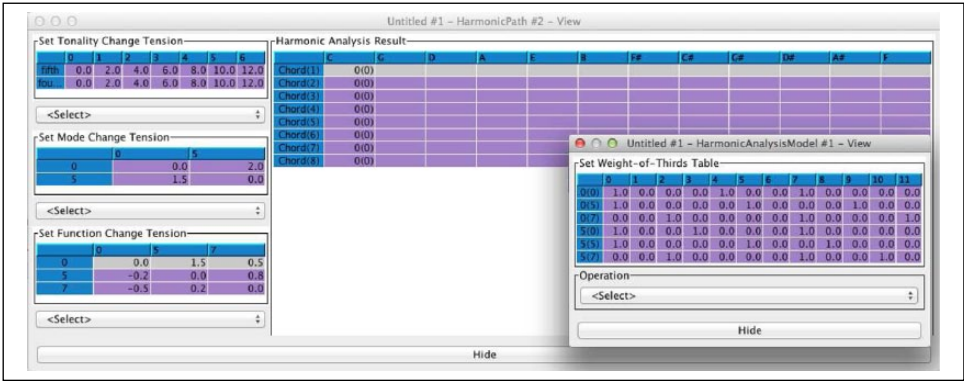 Untitled #1 – HarmonicPath #2 – View
Set Tonality Change Tension
0 1 2 3 4 5 6
fifth 0.0 2.0 4.0 6.0 8.0 10.0 12.0
fou... 0.0 2.0 4.0 6.0 8.0 10.0 12.0
<Select>
Set Mode Change Tension
0 5
0 0.0 2.0
5 1.5 0.0
<Select>
Set Function Change Tension
0 5 7
0 0.0 1.5 0.5
5 -0.2 0.0 0.8
7 -0.5 0.2 0.0
<Select>
Harmonic Analysis Result
C G D A E B F# C# G# D# A# F
Chord(1) 0(0)
Chord(2) 0(0)
Chord(3) 0(0)
Chord(4) 0(0)
Chord(5) 0(0)
Chord(6) 0(0)
Chord(7) 0(0)
Chord(8) 0(0)
Hide
Untitled #1 – HarmonicAnalysisModel #1 – View
Set Weight-of-Thirds Table
0 1 2 3 4 5 6 7 8 9 10 11
0(0) 1.0 0.0 0.0 0.0 1.0 0.0 0.0 1.0 0.0 0.0 0.0 0.0
0(5) 1.0 0.0 0.0 0.0 0.0 1.0 0.0 0.0 0.0 1.0 0.0 0.0
0(7) 0.0 0.0 1.0 0.0 0.0 0.0 0.0 1.0 0.0 0.0 0.0 1.0
5(0) 1.0 0.0 0.0 1.0 0.0 0.0 0.0 1.0 0.0 0.0 0.0 0.0
5(5) 1.0 0.0 0.0 0.0 0.0 1.0 0.0 0.0 1.0 0.0 0.0 0.0
5(7) 0.0 0.0 1.0 0.0 0.0 0.0 0.0 1.0 0.0 0.0 1.0 0.0
Operation
<Select>
Hide